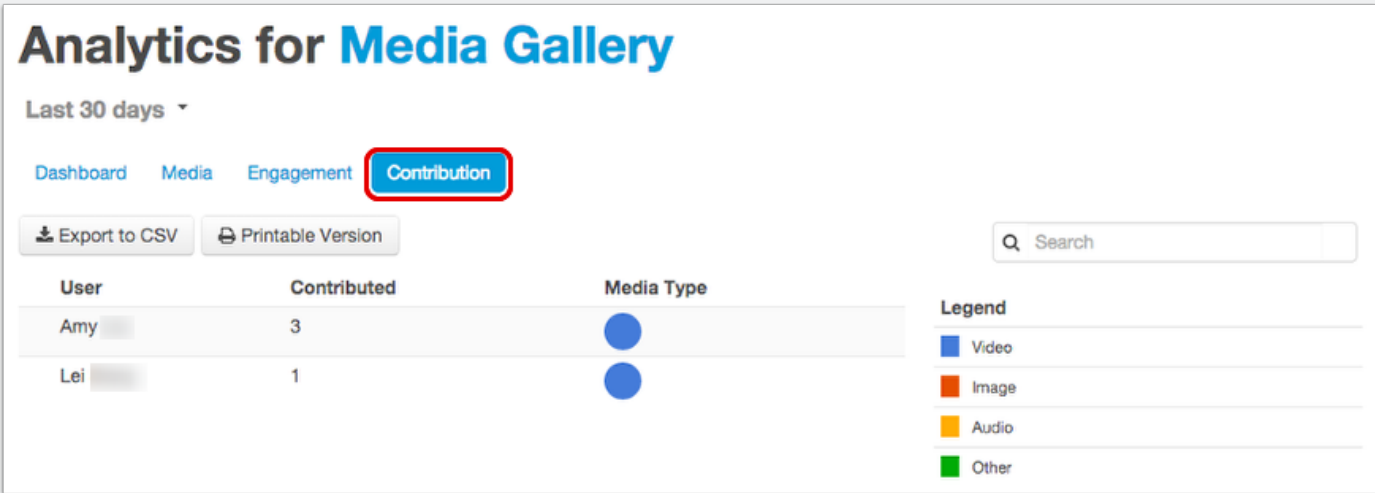 Analytics for Media Gallery
Last 30 days
Dashboard Media Engagement Contribution
Export to CSV Printable Version
Search
User Contributed Media Type
Amy 3
Lei 1
Legend
Video
Image
Audio
Other